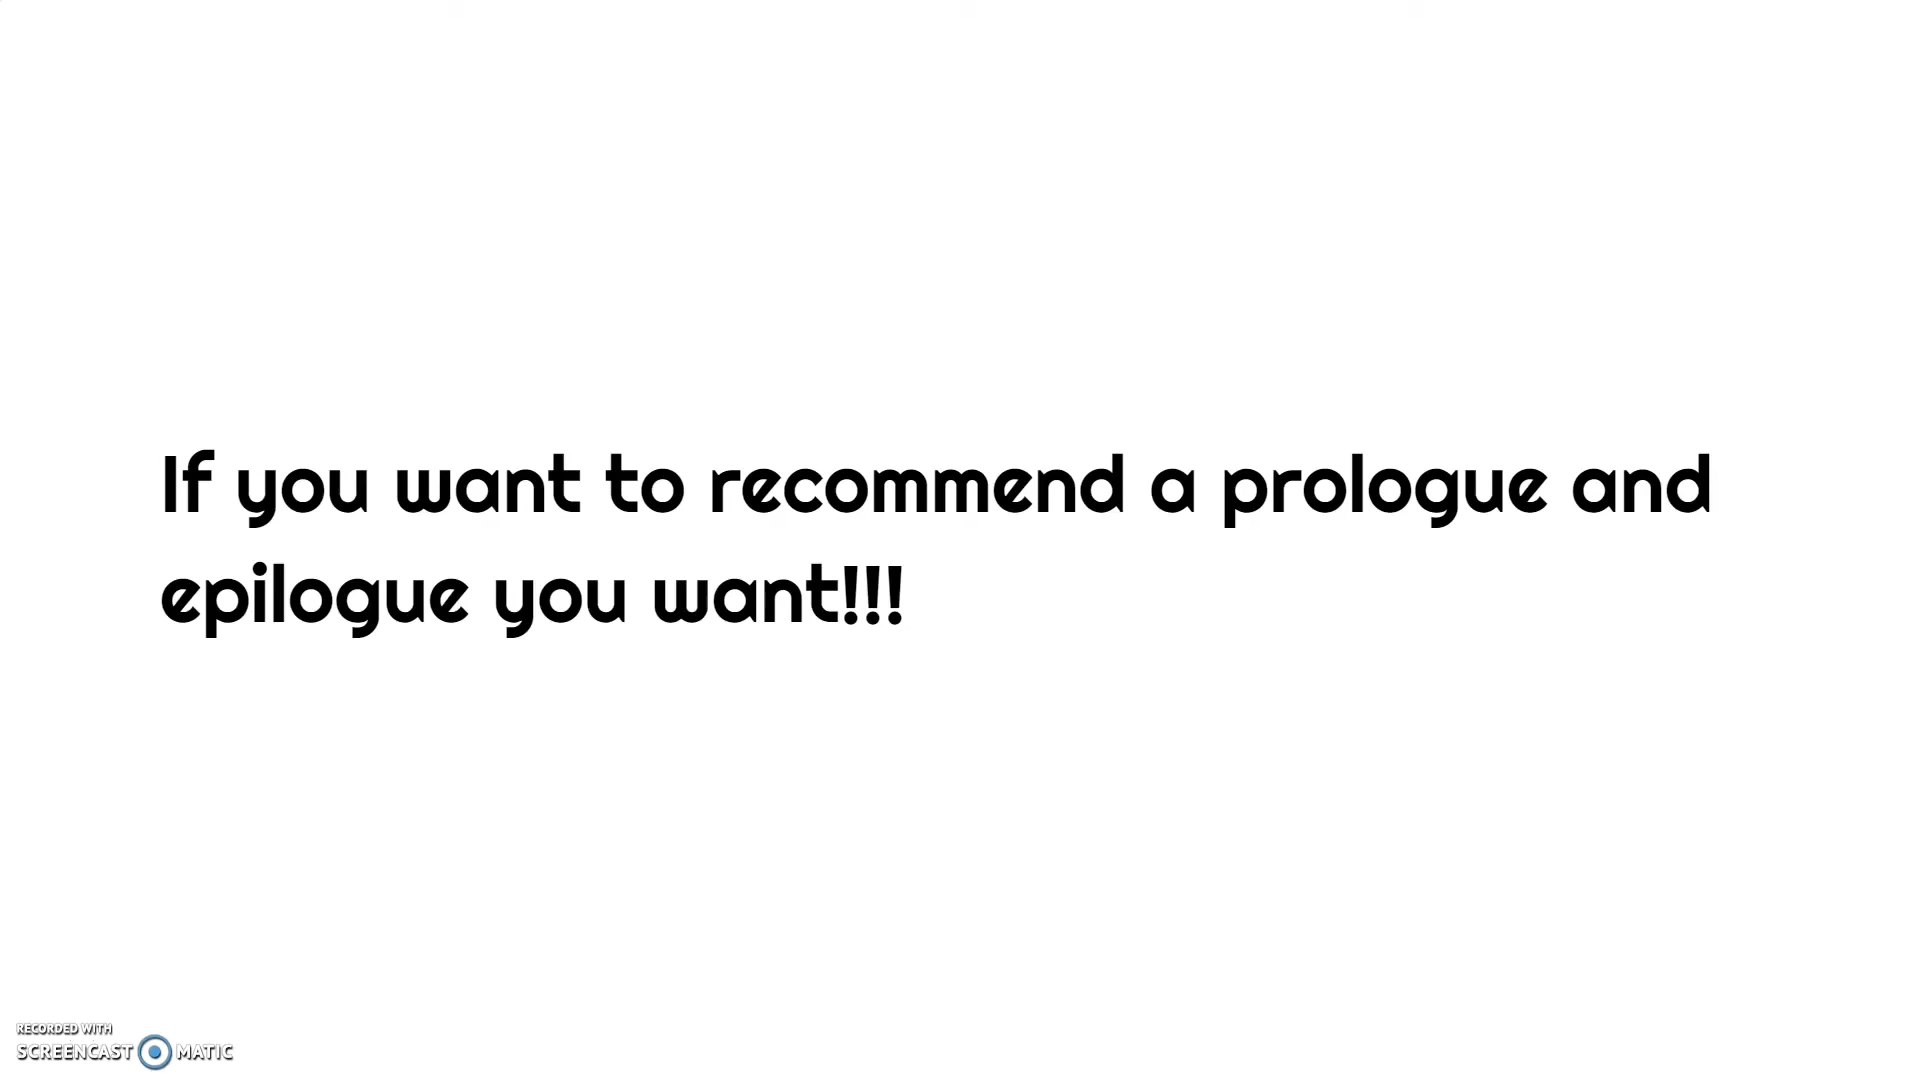 If you want to recommend a prologue and
epilogue you want!!!
RECORDED WITH
SCREENCAST MATIC